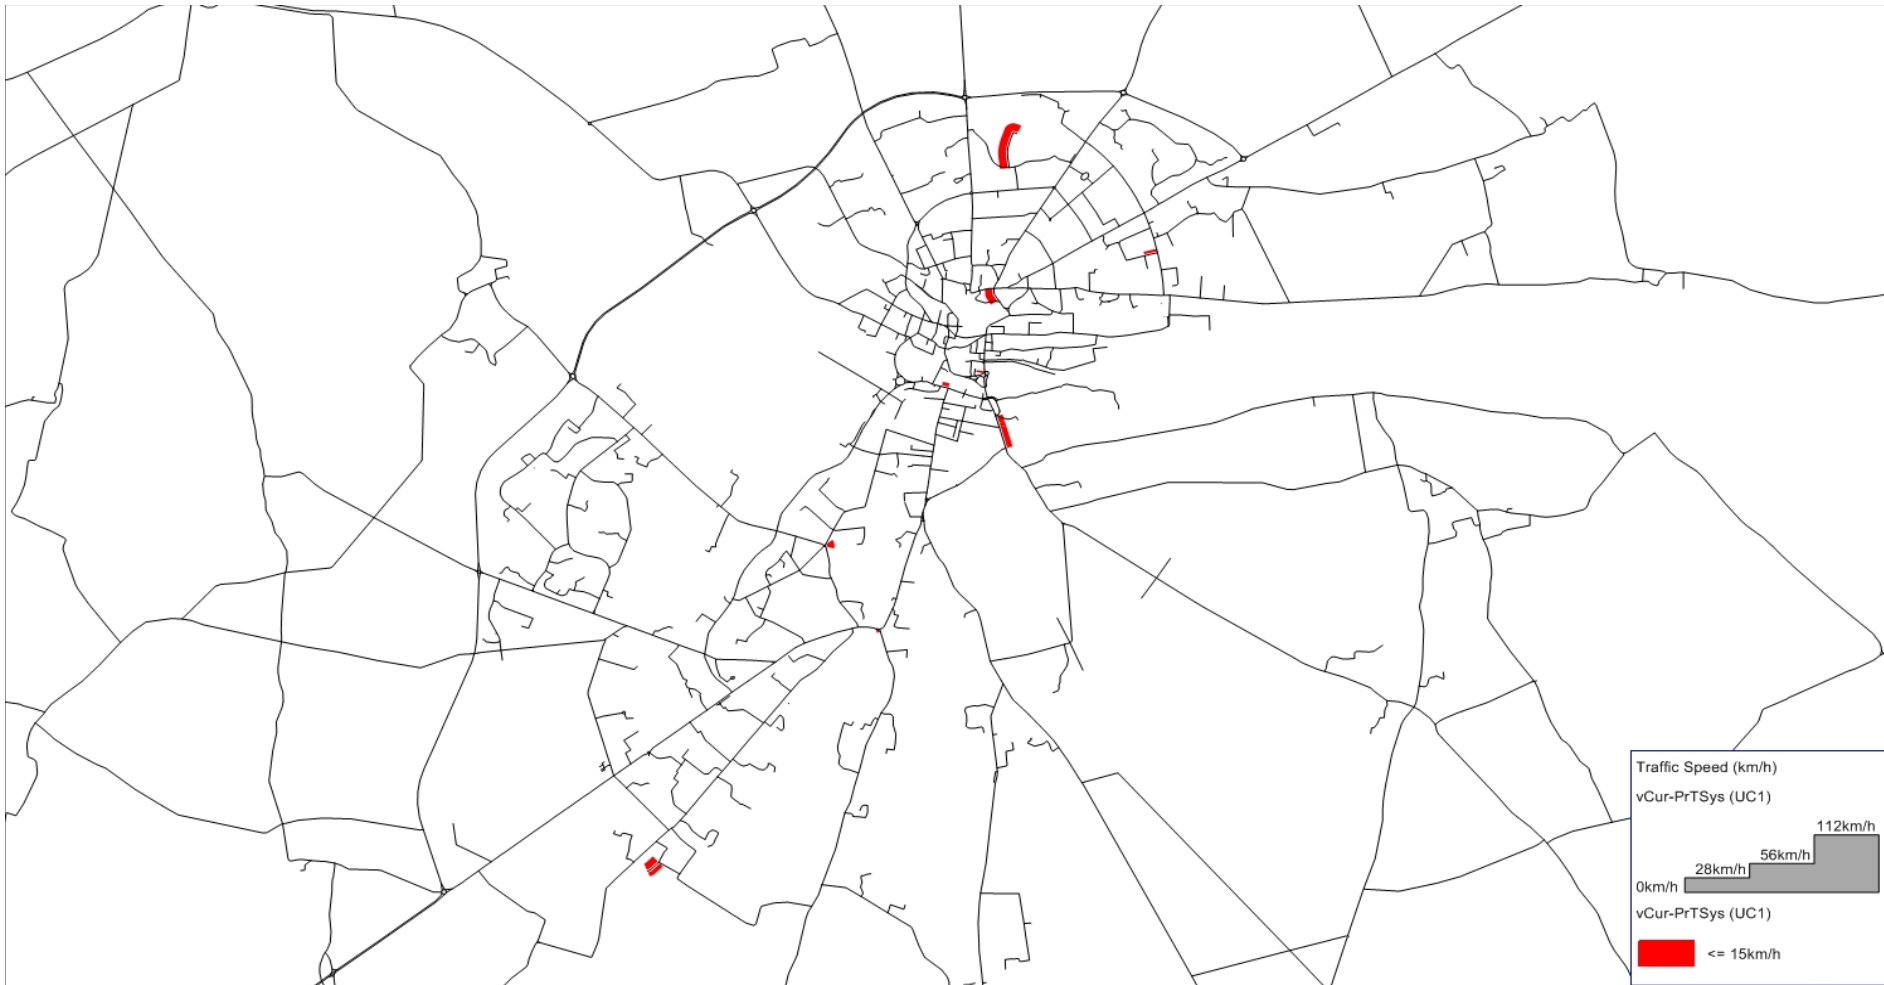 Traffic Speed (km/h)
vCur-PrTSys (UC1)
112km/h
56km/h
28km/h
0km/h
vCur-PrTSys (UC1)
<= 15km/h